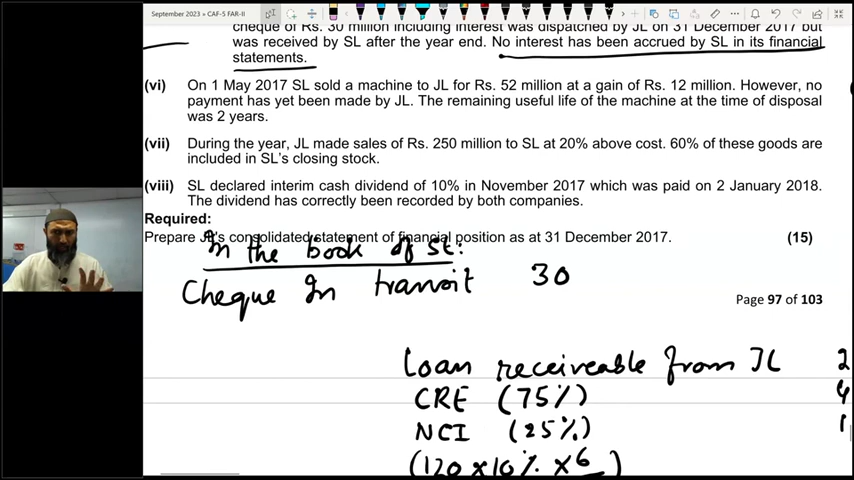 September 2023 » CAF-5 FAR-II
cheque of Rs. 30 million including interest was dispatched by JL on 31 December 2017 but
was received by SL after the year end. No interest has been accrued by SL in its financial
statements.
(vi) On 1 May 2017 SL sold a machine to JL for Rs. 52 million at a gain of Rs. 12 million. However, no
payment has yet been made by JL. The remaining useful life of the machine at the time of disposal
was 2 years.
(vii) During the year, JL made sales of Rs. 250 million to SL at 20% above cost. 60% of these goods are
included in SL's closing stock.
(viii) SL declared interim cash dividend of 10% in November 2017 which was paid on 2 January 2018.
The dividend has correctly been recorded by both companies.
Required:
Prepare JL's consolidated statement of financial position as at 31 December 2017. (15)
In the book of SL:
Cheque In transit 30
Page 97 of 103
Loan receiveable from JL 2
CRE (75%) 4
NCI (25%) 1
(120 x 10% x 6 )